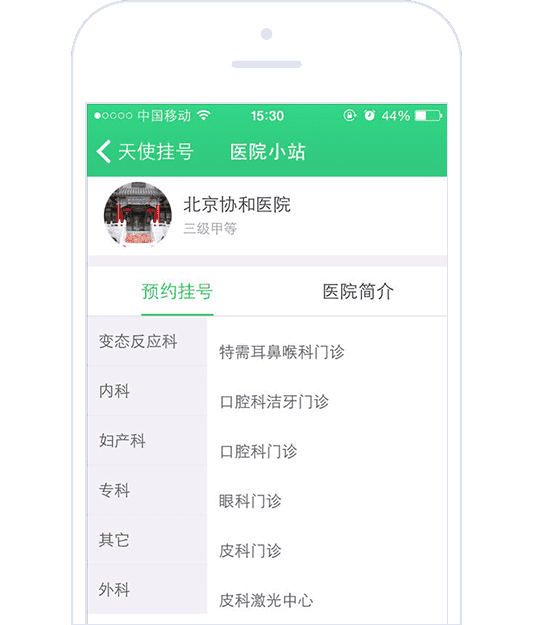 中国移动 15:30 44%
天使挂号 医院小站
北京协和医院
三级甲等
预约挂号 医院简介
变态反应科
特需耳鼻喉科门诊
内科
口腔科洁牙门诊
妇产科
口腔科门诊
专科
眼科门诊
其它
皮科门诊
外科
皮科激光中心